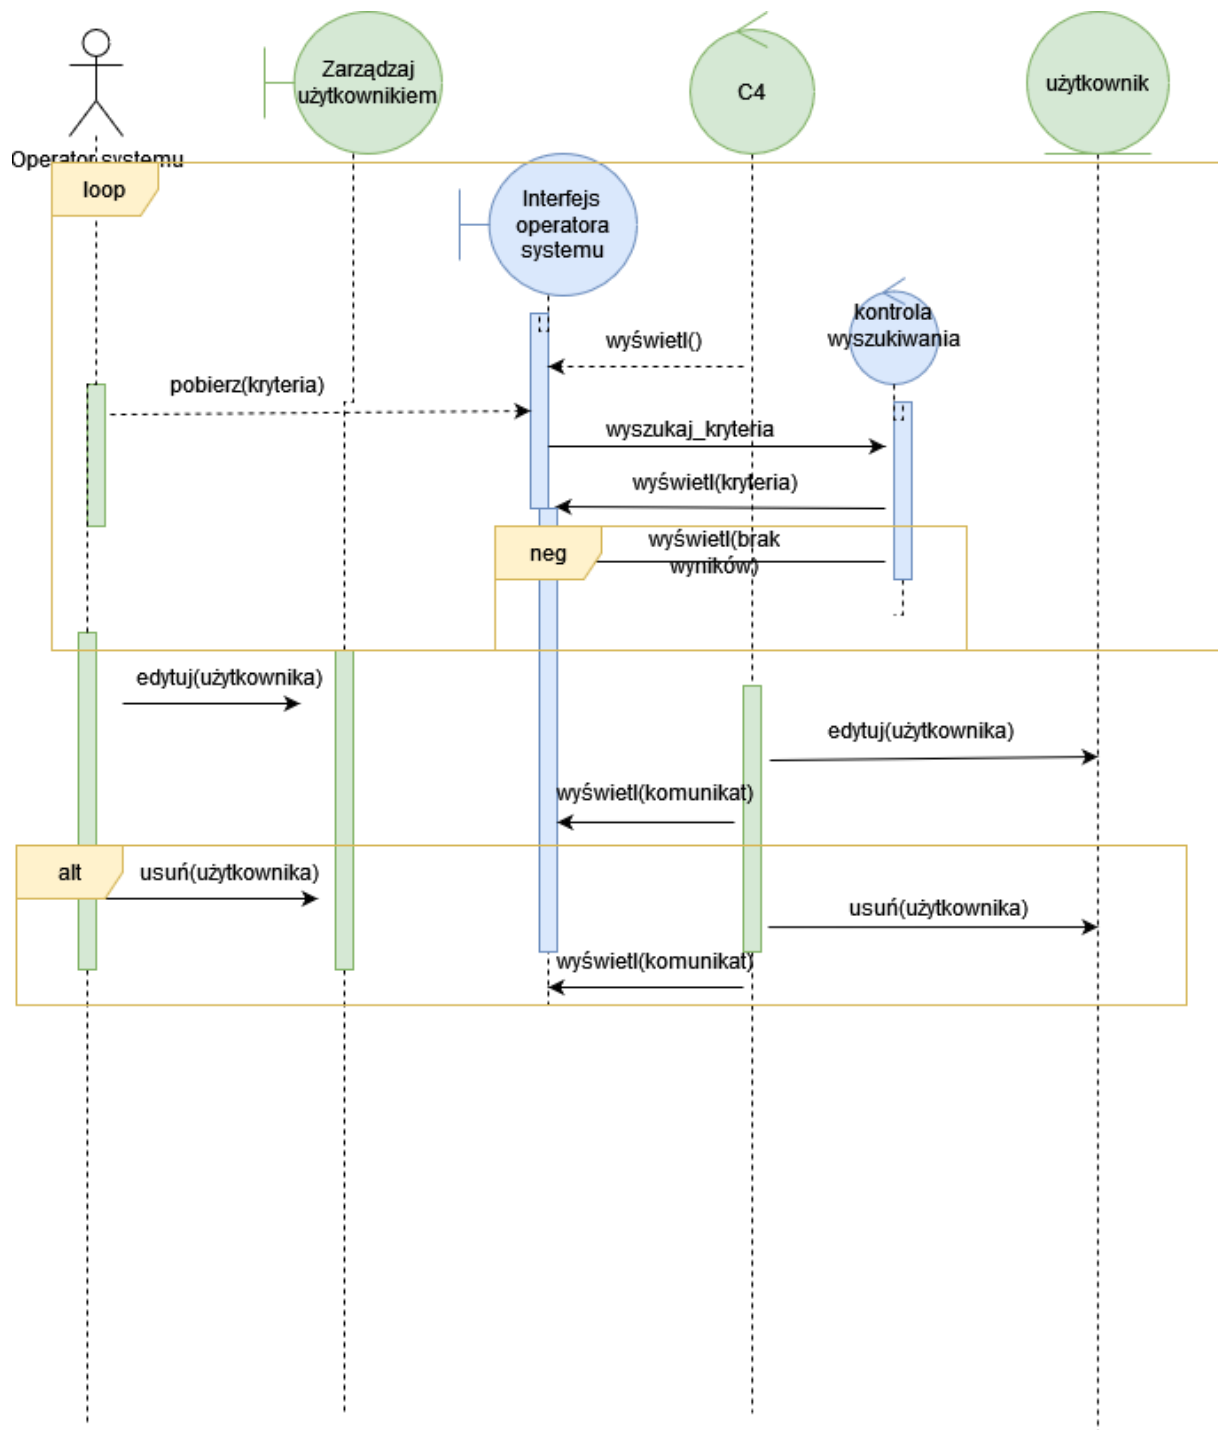 Zarządzaj
użytkownikiem
C4
użytkownik
Operator systemu
loop
Interfejs
operatora
systemu
kontrola
wyszukiwania
wyświetl()
pobierz(kryteria)
wyszukaj_kryteria
wyświetl(kryteria)
neg
wyświetl(brak
wyników)
edytuj(użytkownika)
edytuj(użytkownika)
wyświetl(komunikat)
alt
usuń(użytkownika)
usuń(użytkownika)
wyświetl(komunikat)